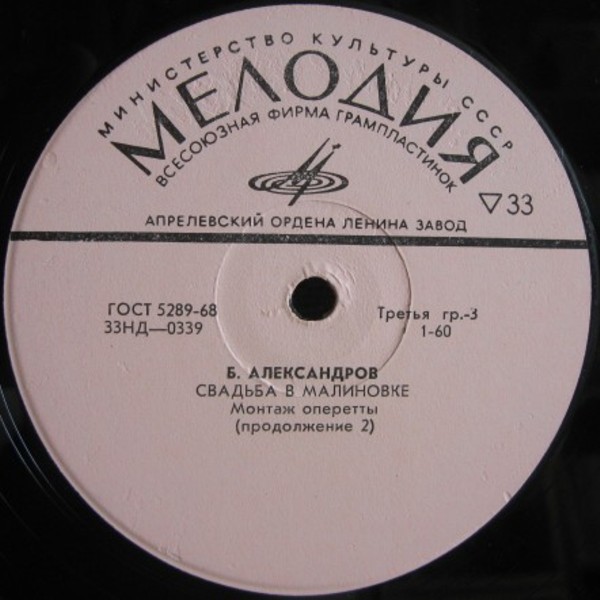 МИНИСТЕРСТВО КУЛЬТУРЫ СССР
МЕЛОДИЯ
ВСЕСОЮЗНАЯ ФИРМА ГРАМПЛАСТИНОК
▽33
АПРЕЛЕВСКИЙ ОРДЕНА ЛЕНИНА ЗАВОД
ГОСТ 5289-68
33НД—0339
Третья гр.-3
1-60
Б. АЛЕКСАНДРОВ
СВАДЬБА В МАЛИНОВКЕ
Монтаж оперетты
(продолжение 2)